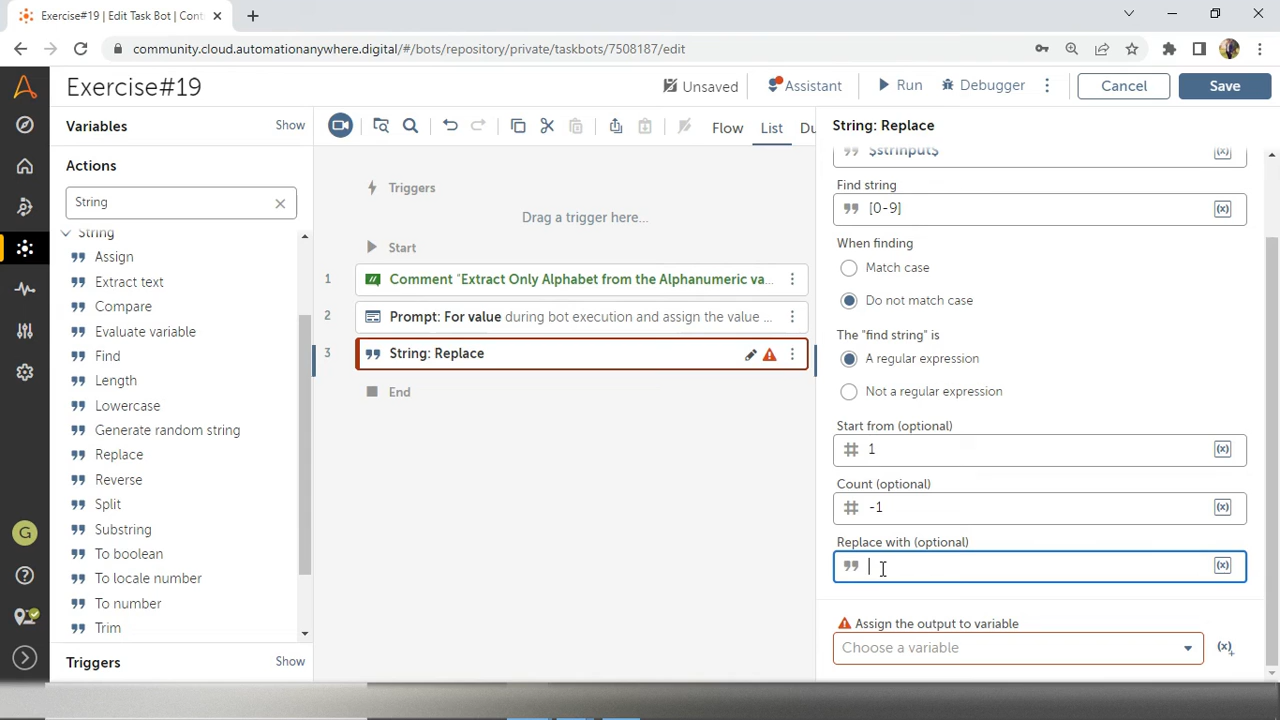 Exercise#19 | Edit Task Bot | Cont
community.cloud.automationanywhere.digital/#/bots/repository/private/taskbots/7508187/edit
Exercise#19
Unsaved
Assistant
Run
Debugger
Cancel
Save
Variables
Show
Flow
List
Du
String: Replace
Actions
String
String
Assign
Extract text
Compare
Evaluate variable
Find
Length
Lowercase
Generate random string
Replace
Reverse
Split
Substring
To boolean
To locale number
To number
Trim
Triggers
Show
G
Triggers
Drag a trigger here...
Start
1 Comment "Extract Only Alphabet from the Alphanumeric va...
2 Prompt: For value during bot execution and assign the value ...
3 String: Replace
End
$strInput$
Find string
[0-9]
When finding
Match case
Do not match case
The "find string" is
A regular expression
Not a regular expression
Start from (optional)
1
Count (optional)
-1
Replace with (optional)
Assign the output to variable
Choose a variable